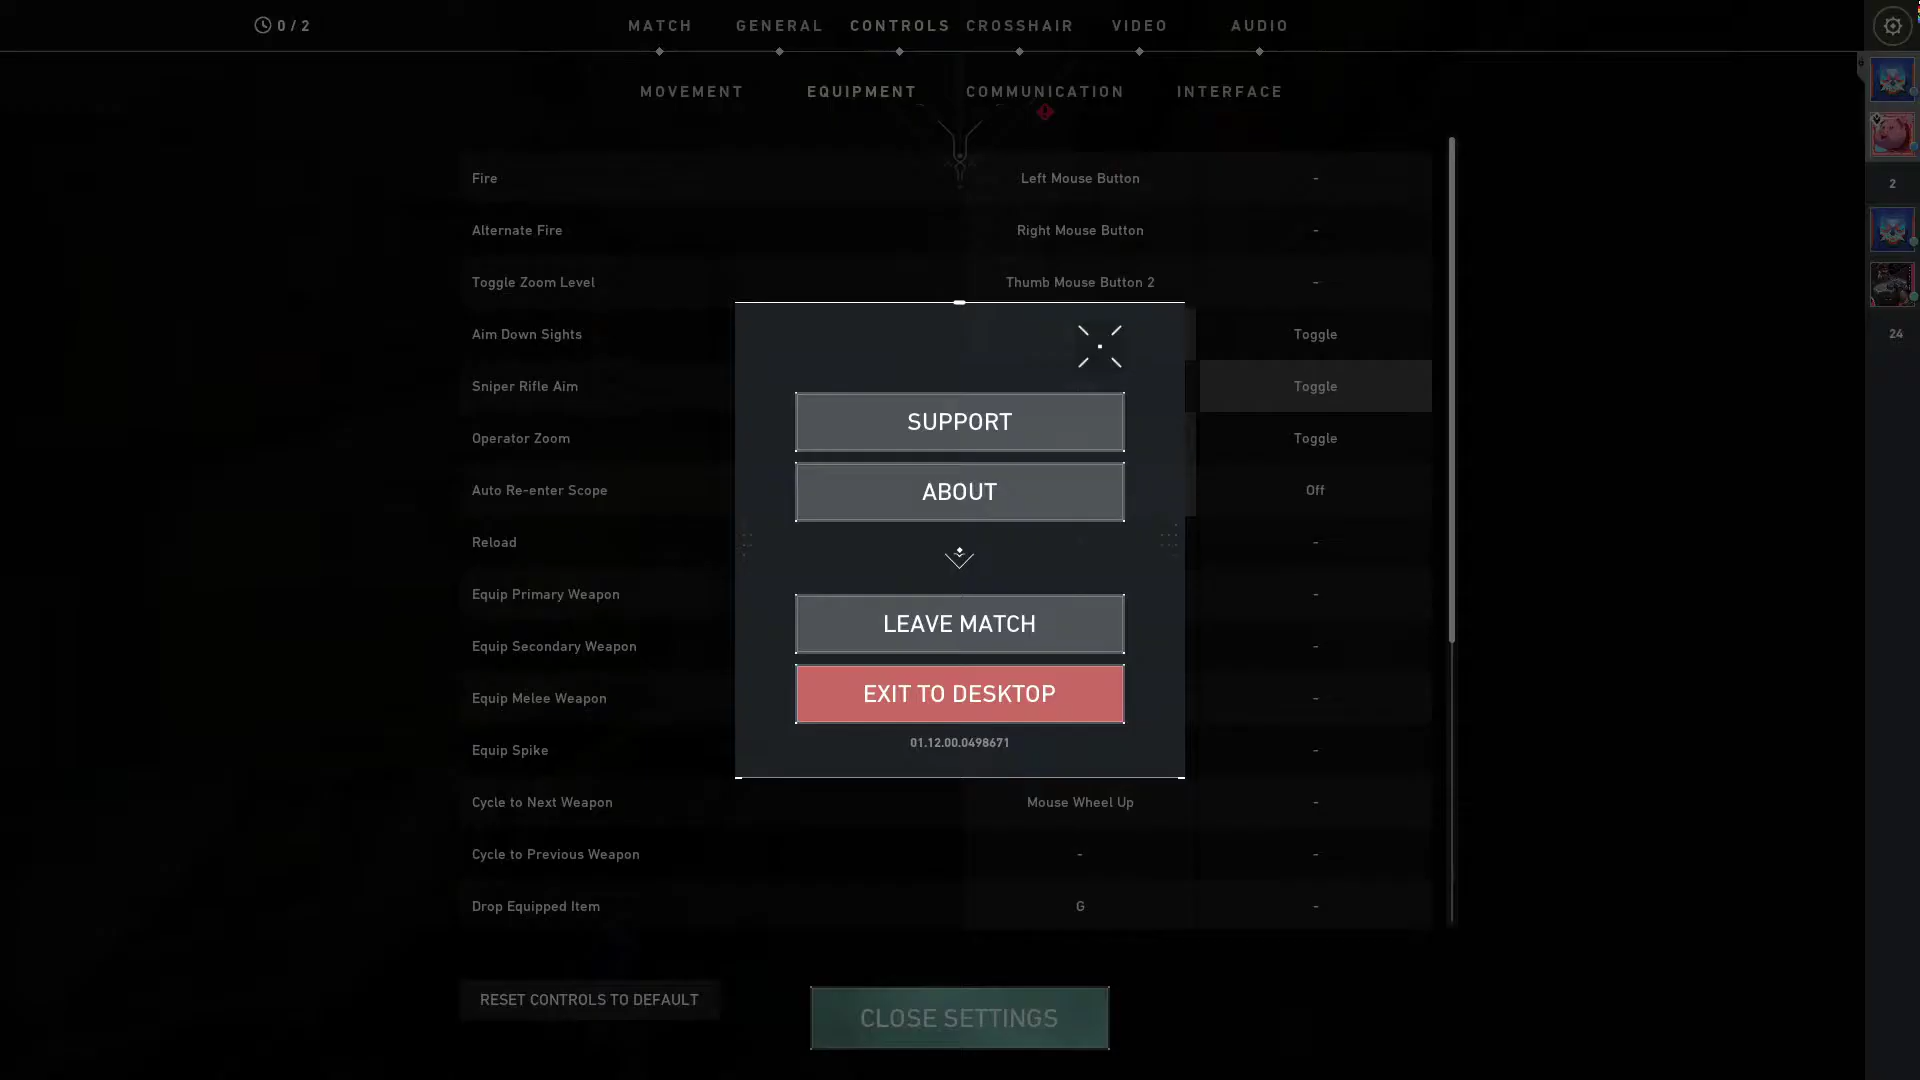 0 / 2
MATCH GENERAL CONTROLS CROSSHAIR VIDEO AUDIO
MOVEMENT EQUIPMENT COMMUNICATION INTERFACE
Fire Left Mouse Button -
Alternate Fire Right Mouse Button -
Toggle Zoom Level Thumb Mouse Button 2 -
Aim Down Sights Toggle
Sniper Rifle Aim Toggle
Operator Zoom Toggle
Auto Re-enter Scope Off
Reload -
Equip Primary Weapon -
Equip Secondary Weapon -
Equip Melee Weapon -
Equip Spike -
Cycle to Next Weapon Mouse Wheel Up -
Cycle to Previous Weapon - -
Drop Equipped Item G -
RESET CONTROLS TO DEFAULT
CLOSE SETTINGS
SUPPORT
ABOUT
LEAVE MATCH
EXIT TO DESKTOP
01.12.00.0498671
2
24